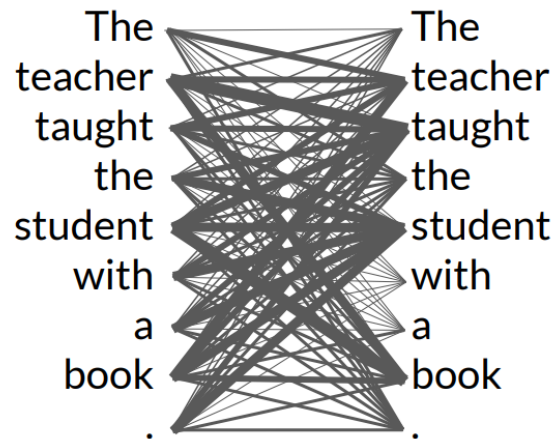 The The
teacher teacher
taught taught
the the
student student
with with
a a
book book
. .